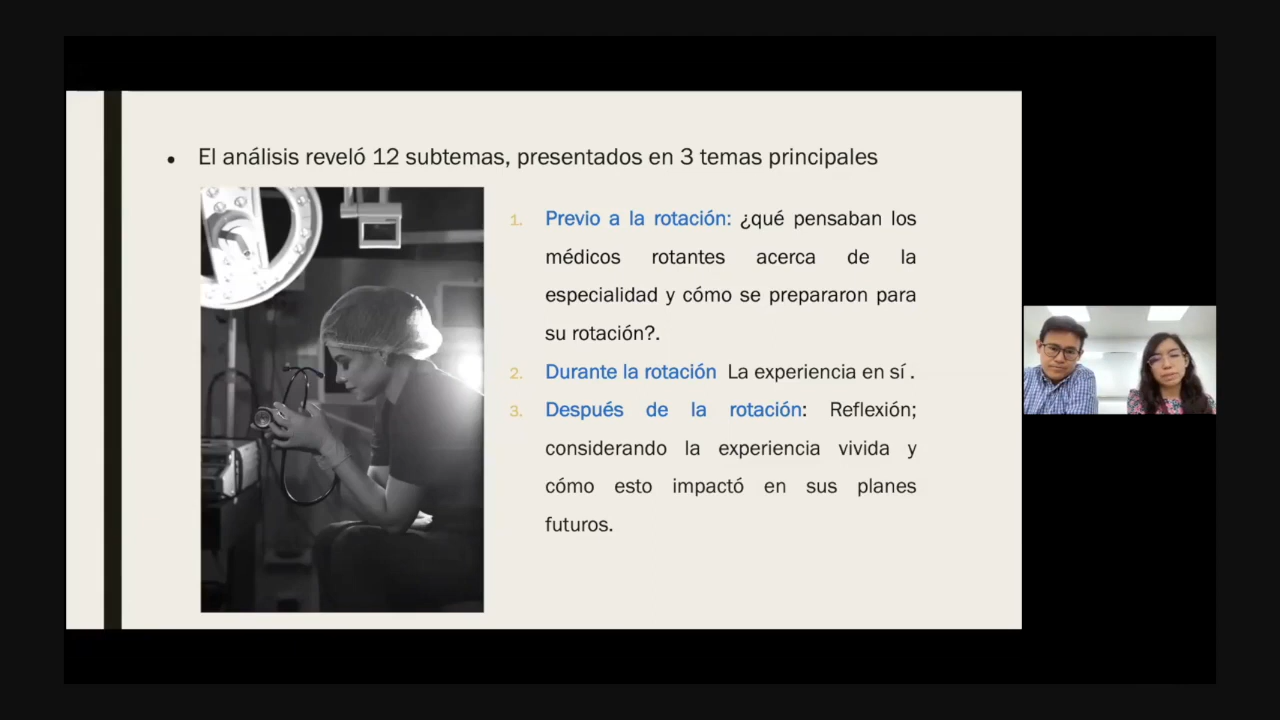 • El análisis reveló 12 subtemas, presentados en 3 temas principales
1. Previo a la rotación: ¿qué pensaban los
médicos rotantes acerca de la
especialidad y cómo se prepararon para
su rotación?.
2. Durante la rotación La experiencia en sí .
3. Después de la rotación: Reflexión;
considerando la experiencia vivida y
cómo esto impactó en sus planes
futuros.